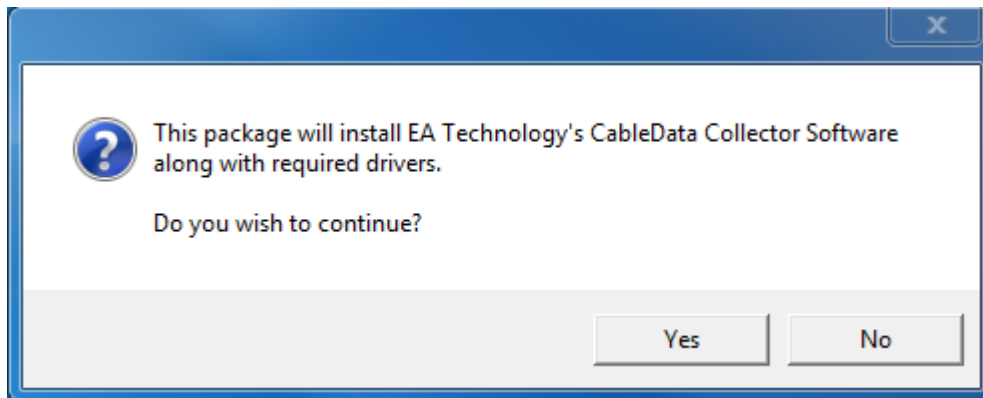 X
This package will install EA Technology's CableData Collector Software
along with required drivers.
Do you wish to continue?
Yes
No